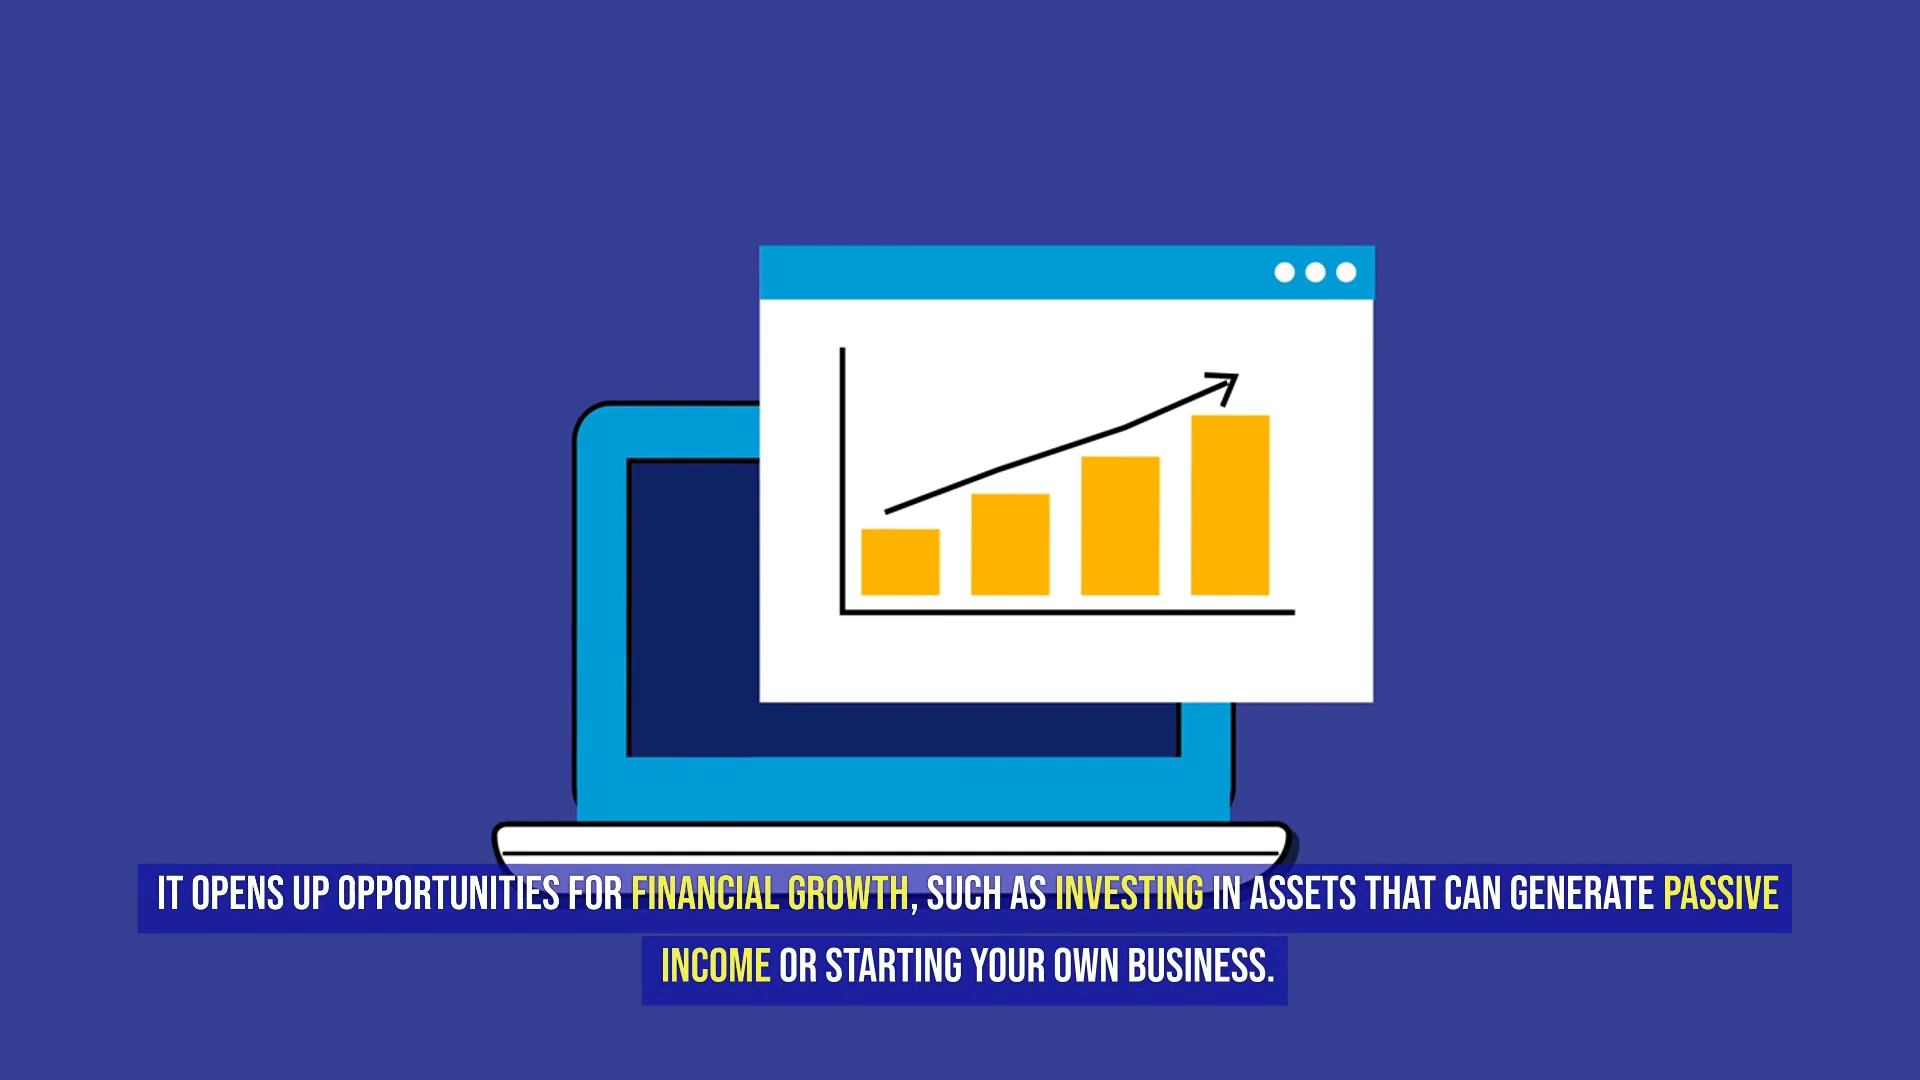 IT OPENS UP OPPORTUNITIES FOR FINANCIAL GROWTH, SUCH AS INVESTING IN ASSETS THAT CAN GENERATE PASSIVE
INCOME OR STARTING YOUR OWN BUSINESS.